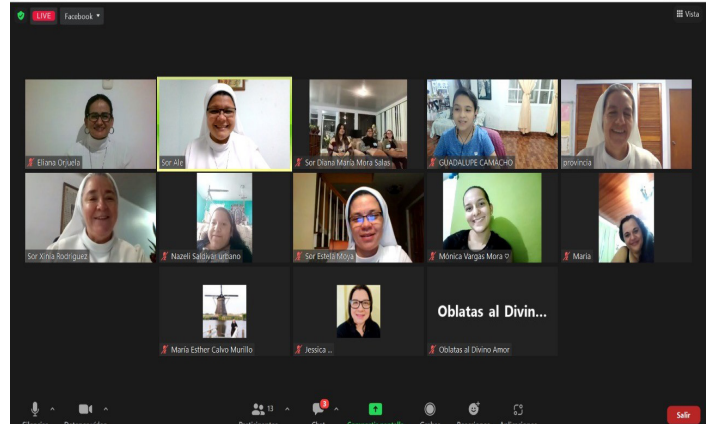 LIVE
Facebook
Vista
Eliana Orjuela
Sor Ale
Sor Diana María Mora Salas
GUADALUPE CAMACHO
provincia
Sor Xinia Rodriguez
Nazeli Saldivar urbano
Sor Estela Moya
Mónica Vargas Mora ♡
María
Oblatas al Divin...
María Esther Calvo Murillo
Jessica ...
Oblatas al Divino Amor
13
3
Salir